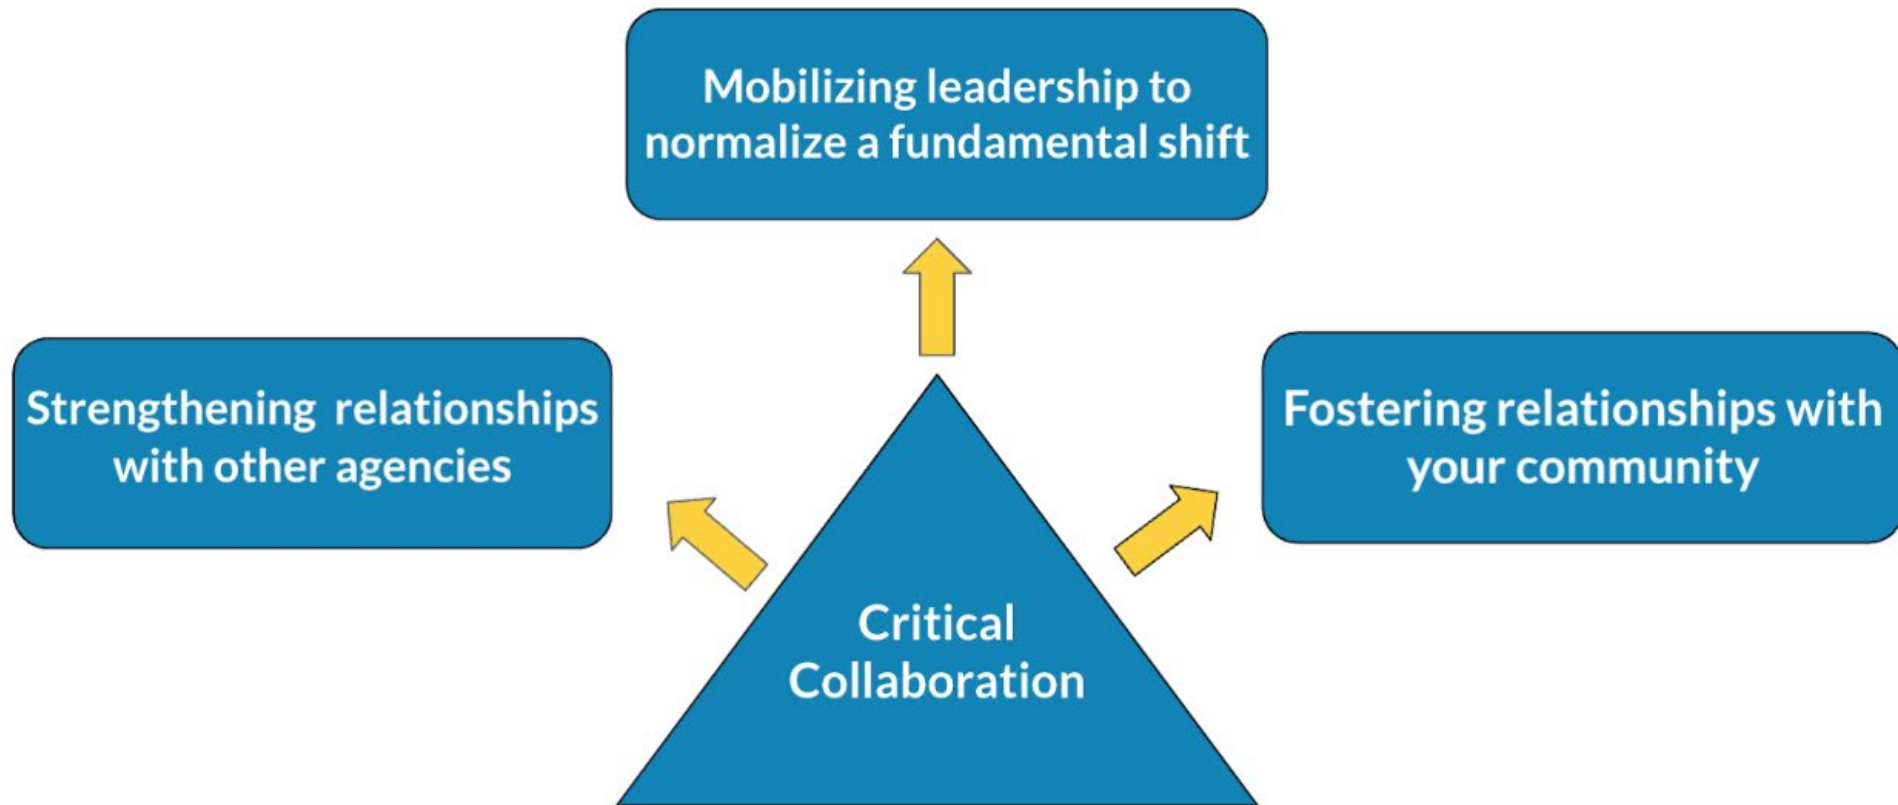 Mobilizing leadership to
normalize a fundamental shift
Strengthening relationships
with other agencies
Fostering relationships with
your community
Critical
Collaboration